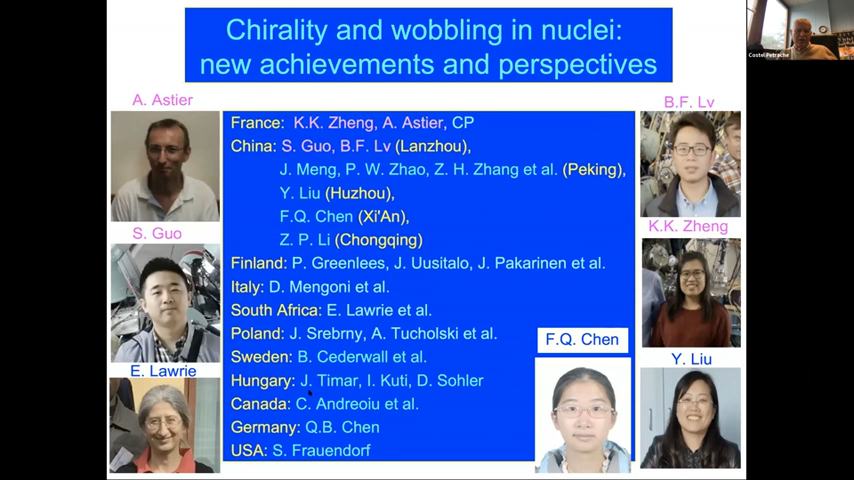 Chirality and wobbling in nuclei:
new achievements and perspectives
Costel Petrache
A. Astier
B.F. Lv
France: K.K. Zheng, A. Astier, CP
China: S. Guo, B.F. Lv (Lanzhou),
J. Meng, P. W. Zhao, Z. H. Zhang et al. (Peking),
Y. Liu (Huzhou),
F.Q. Chen (Xi'An),
Z. P. Li (Chongqing)
Finland: P. Greenlees, J. Uusitalo, J. Pakarinen et al.
Italy: D. Mengoni et al.
South Africa: E. Lawrie et al.
Poland: J. Srebrny, A. Tucholski et al.
Sweden: B. Cederwall et al.
Hungary: J. Timar, I. Kuti, D. Sohler
Canada: C. Andreoiu et al.
Germany: Q.B. Chen
USA: S. Frauendorf
S. Guo
K.K. Zheng
E. Lawrie
F.Q. Chen
Y. Liu